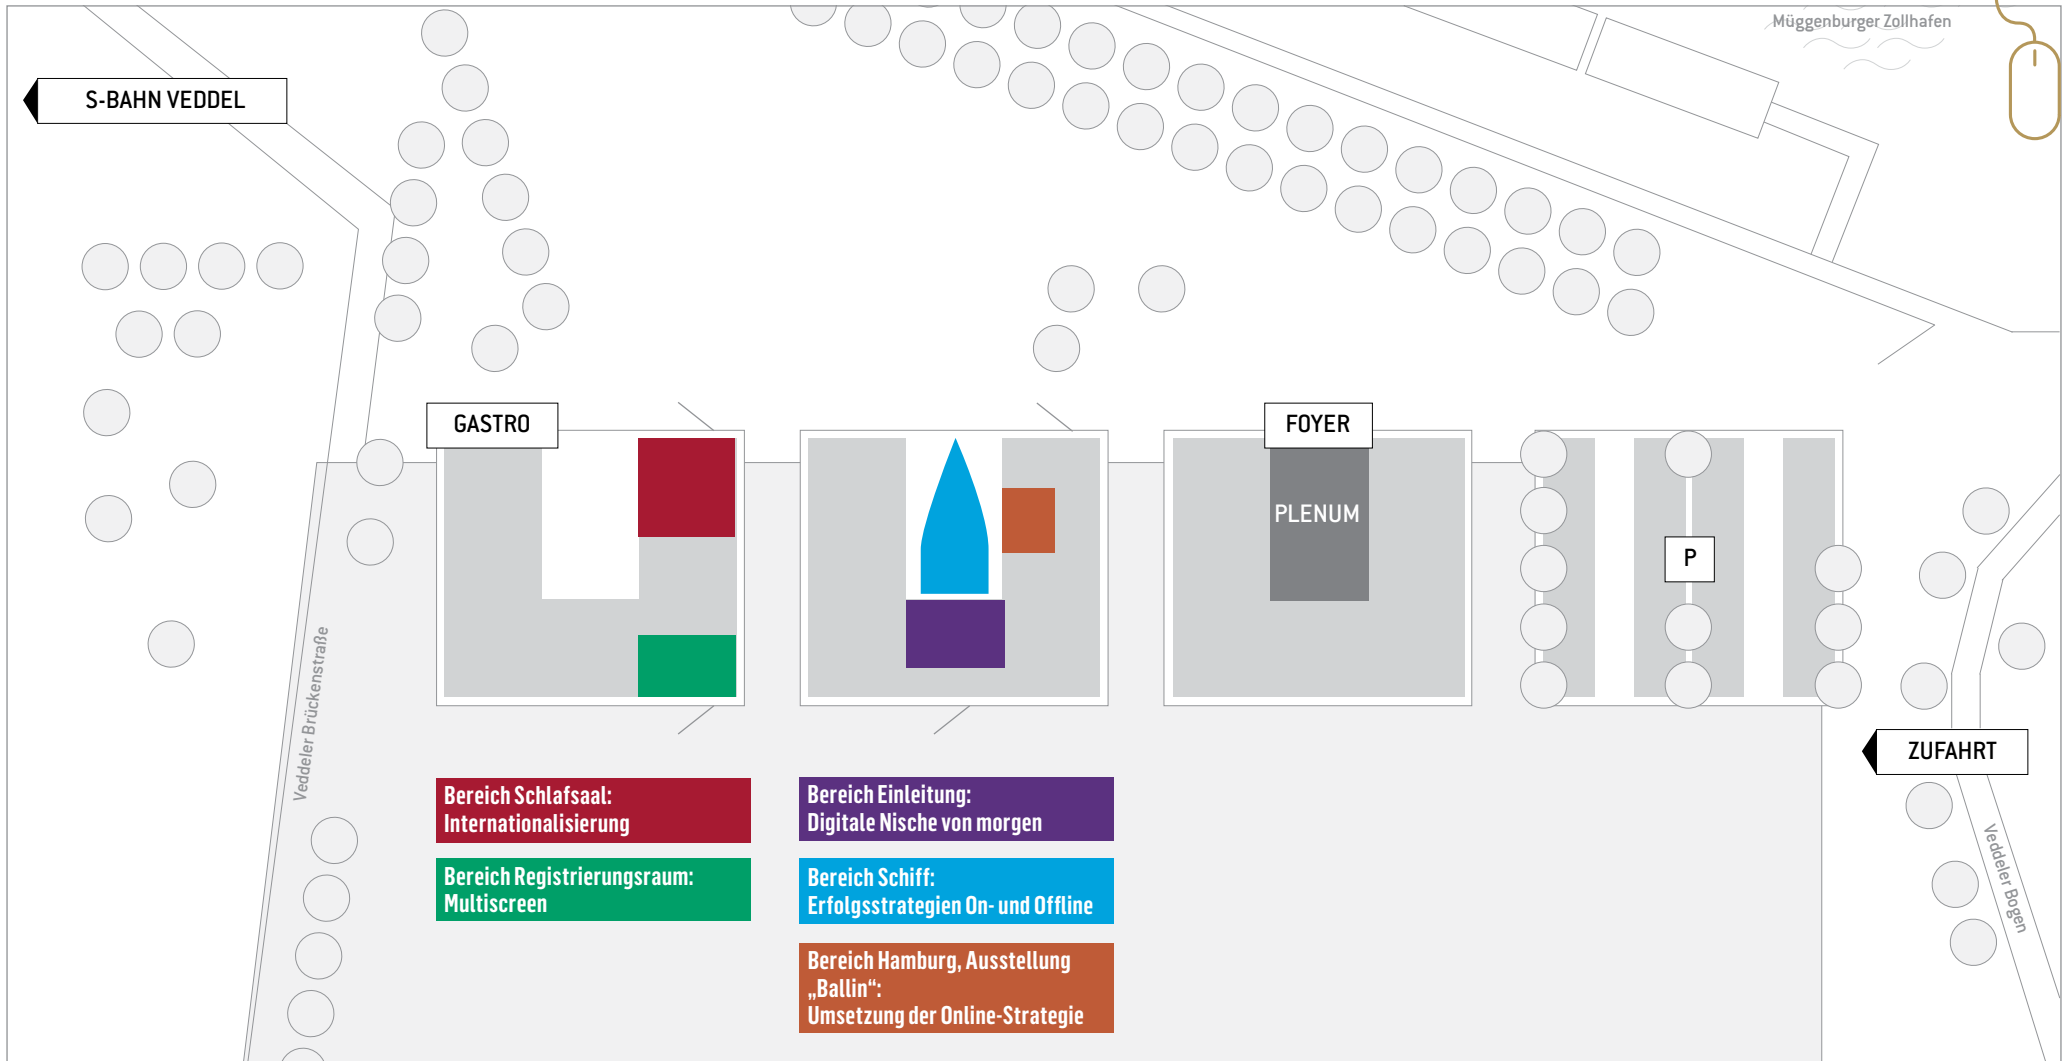 Müggenburger Zollhafen
S-BAHN VEDDEL
GASTRO
FOYER
PLENUM
P
Veddeler Brückenstraße
ZUFAHRT
Bereich Schlafsaal:
Internationalisierung
Bereich Registrierungsraum:
Multiscreen
Bereich Einleitung:
Digitale Nische von morgen
Bereich Schiff:
Erfolgsstrategien On- und Offline
Bereich Hamburg, Ausstellung
„Ballin“:
Umsetzung der Online-Strategie
Veddeler Bogen